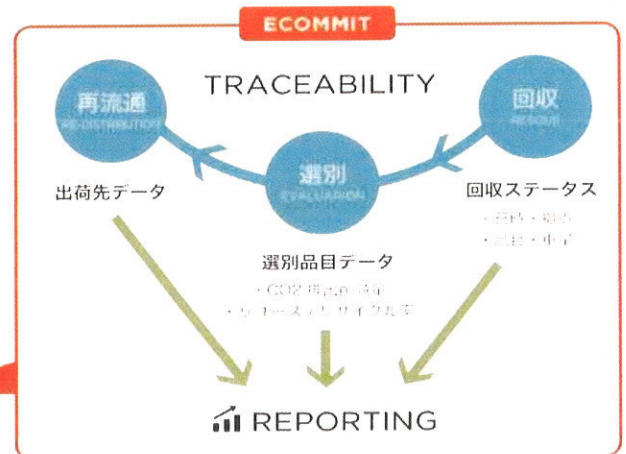 ECOMMIT
TRACEABILITY
再流通
RE-DISTRIBUTION
回収
選別
出荷先データ
回収ステータス
選別品目データ
・CO2
REPORTING